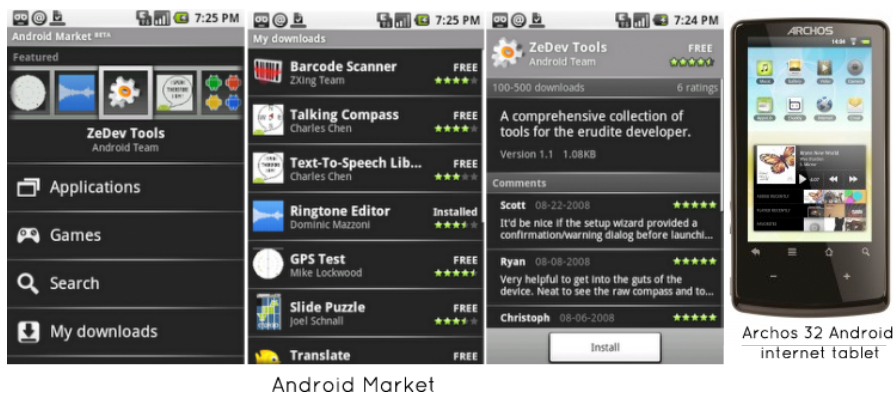 7:25 PM
Android Market BETA
Featured
ZeDev Tools
Android Team
Applications
Games
Search
My downloads
7:25 PM
My downloads
Barcode Scanner FREE
ZXing Team
Talking Compass FREE
Charles Chen
Text-To-Speech Lib... FREE
Charles Chen
Ringtone Editor Installed
Dominic Mazzoni
GPS Test FREE
Mike Lockwood
Slide Puzzle FREE
Joel Schnall
Translate FREE
7:24 PM
ZeDev Tools FREE
Android Team
100-500 downloads 6 ratings
A comprehensive collection of
tools for the erudite developer.
Version 1.1 1.08KB
Comments
Scott 08-22-2008
It'd be nice if the setup wizard provided a
confirmation/warning dialog before launchi...
Ryan 08-08-2008
Very helpful to get into the guts of the
device. Neat to see the raw compass and to...
Christoph 08-06-2008
Install
ARCHOS
Archos 32 Android
internet tablet
Android Market